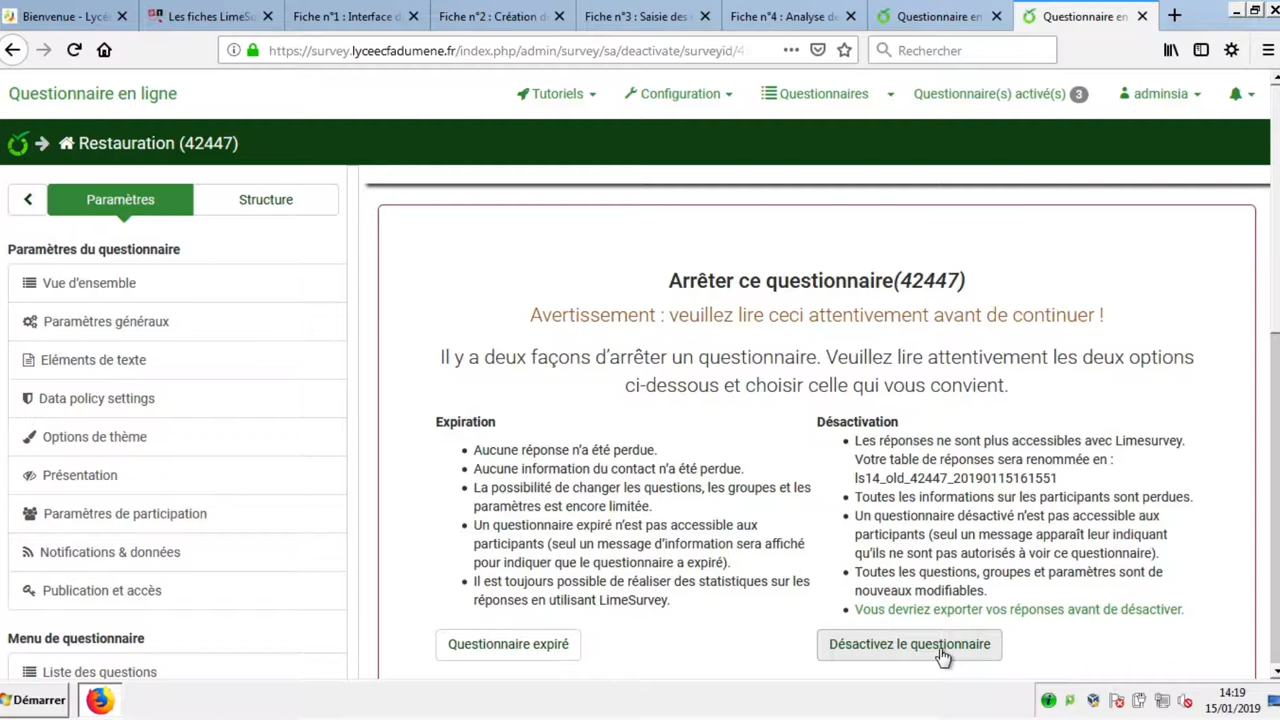 Bienvenue - Lycé
Les fiches LimeS
Fiche n°1 : Interface d
Fiche n°2 : Création d
Fiche n°3 : Saisie des
Fiche n°4 : Analyse de
Questionnaire en
Questionnaire en
https://survey.lyceecfadumene.fr/index.php/admin/survey/sa/deactivate/surveyid/4
Rechercher
Questionnaire en ligne
Tutoriels
Configuration
Questionnaires
Questionnaire(s) activé(s) 3
adminsia
Restauration (42447)
Paramètres
Structure
Paramètres du questionnaire
Vue d'ensemble
Paramètres généraux
Eléments de texte
Data policy settings
Options de thème
Présentation
Paramètres de participation
Notifications & données
Publication et accès
Menu de questionnaire
Liste des questions
Arrêter ce questionnaire(42447)
Avertissement : veuillez lire ceci attentivement avant de continuer !
Il y a deux façons d'arrêter un questionnaire. Veuillez lire attentivement les deux options
ci-dessous et choisir celle qui vous convient.
Expiration
• Aucune réponse n'a été perdue.
• Aucune information du contact n'a été perdue.
• La possibilité de changer les questions, les groupes et les
paramètres est encore limitée.
• Un questionnaire expiré n'est pas accessible aux
participants (seul un message d'information sera affiché
pour indiquer que le questionnaire a expiré).
• Il est toujours possible de réaliser des statistiques sur les
réponses en utilisant LimeSurvey.
Questionnaire expiré
Désactivation
• Les réponses ne sont plus accessibles avec Limesurvey.
Votre table de réponses sera renommée en :
ls14_old_42447_20190115161551
• Toutes les informations sur les participants sont perdues.
• Un questionnaire désactivé n'est pas accessible aux
participants (seul un message apparaît leur indiquant
qu'ils ne sont pas autorisés à voir ce questionnaire).
• Toutes les questions, groupes et paramètres sont de
nouveaux modifiables.
• Vous devriez exporter vos réponses avant de désactiver.
Désactivez le questionnaire
Démarrer
14:19
15/01/2019